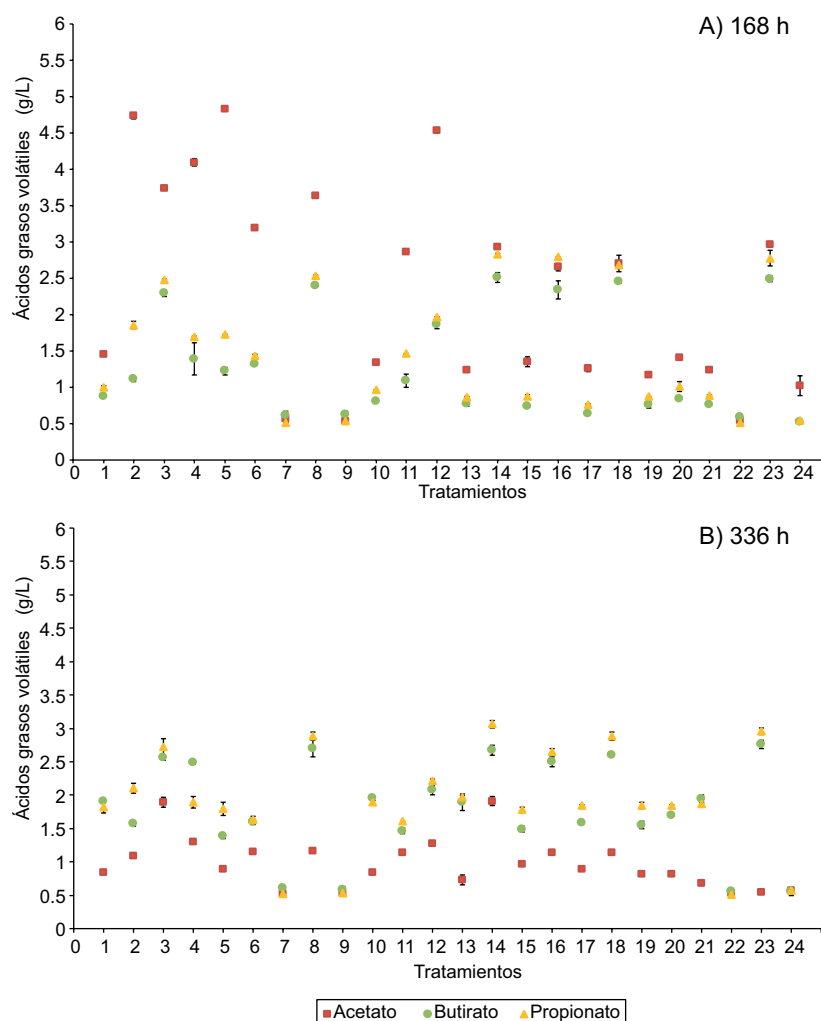 A) 168 h
Ácidos grasos volátiles (g/L)
6
5.5
5
4.5
4
3.5
3
2.5
2
1.5
1
0.5
0
0 1 2 3 4 5 6 7 8 9 10 11 12 13 14 15 16 17 18 19 20 21 22 23 24
Tratamientos
B) 336 h
Ácidos grasos volátiles (g/L)
6
5.5
5
4.5
4
3.5
3
2.5
2
1.5
1
0.5
0
0 1 2 3 4 5 6 7 8 9 10 11 12 13 14 15 16 17 18 19 20 21 22 23 24
Tratamientos
Acetato Butirato Propionato